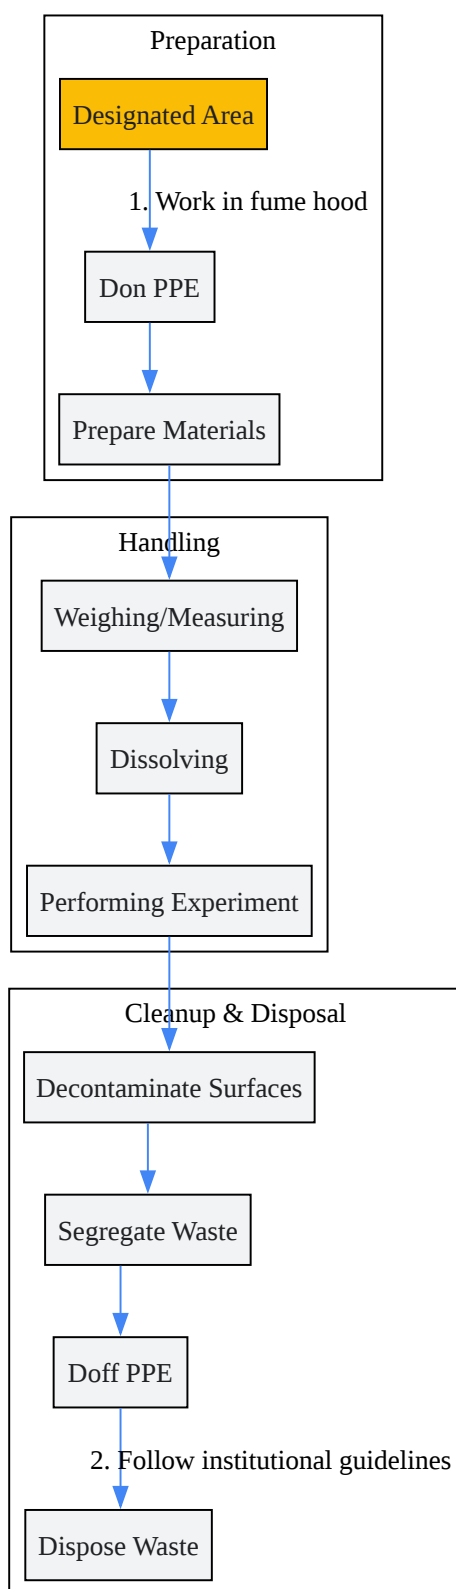 Preparation
Designated Area
1. Work in fume hood
Don PPE
Prepare Materials
Handling
Weighing/Measuring
Dissolving
Performing Experiment
Cleanup & Disposal
Decontaminate Surfaces
Segregate Waste
Doff PPE
2. Follow institutional guidelines
Dispose Waste